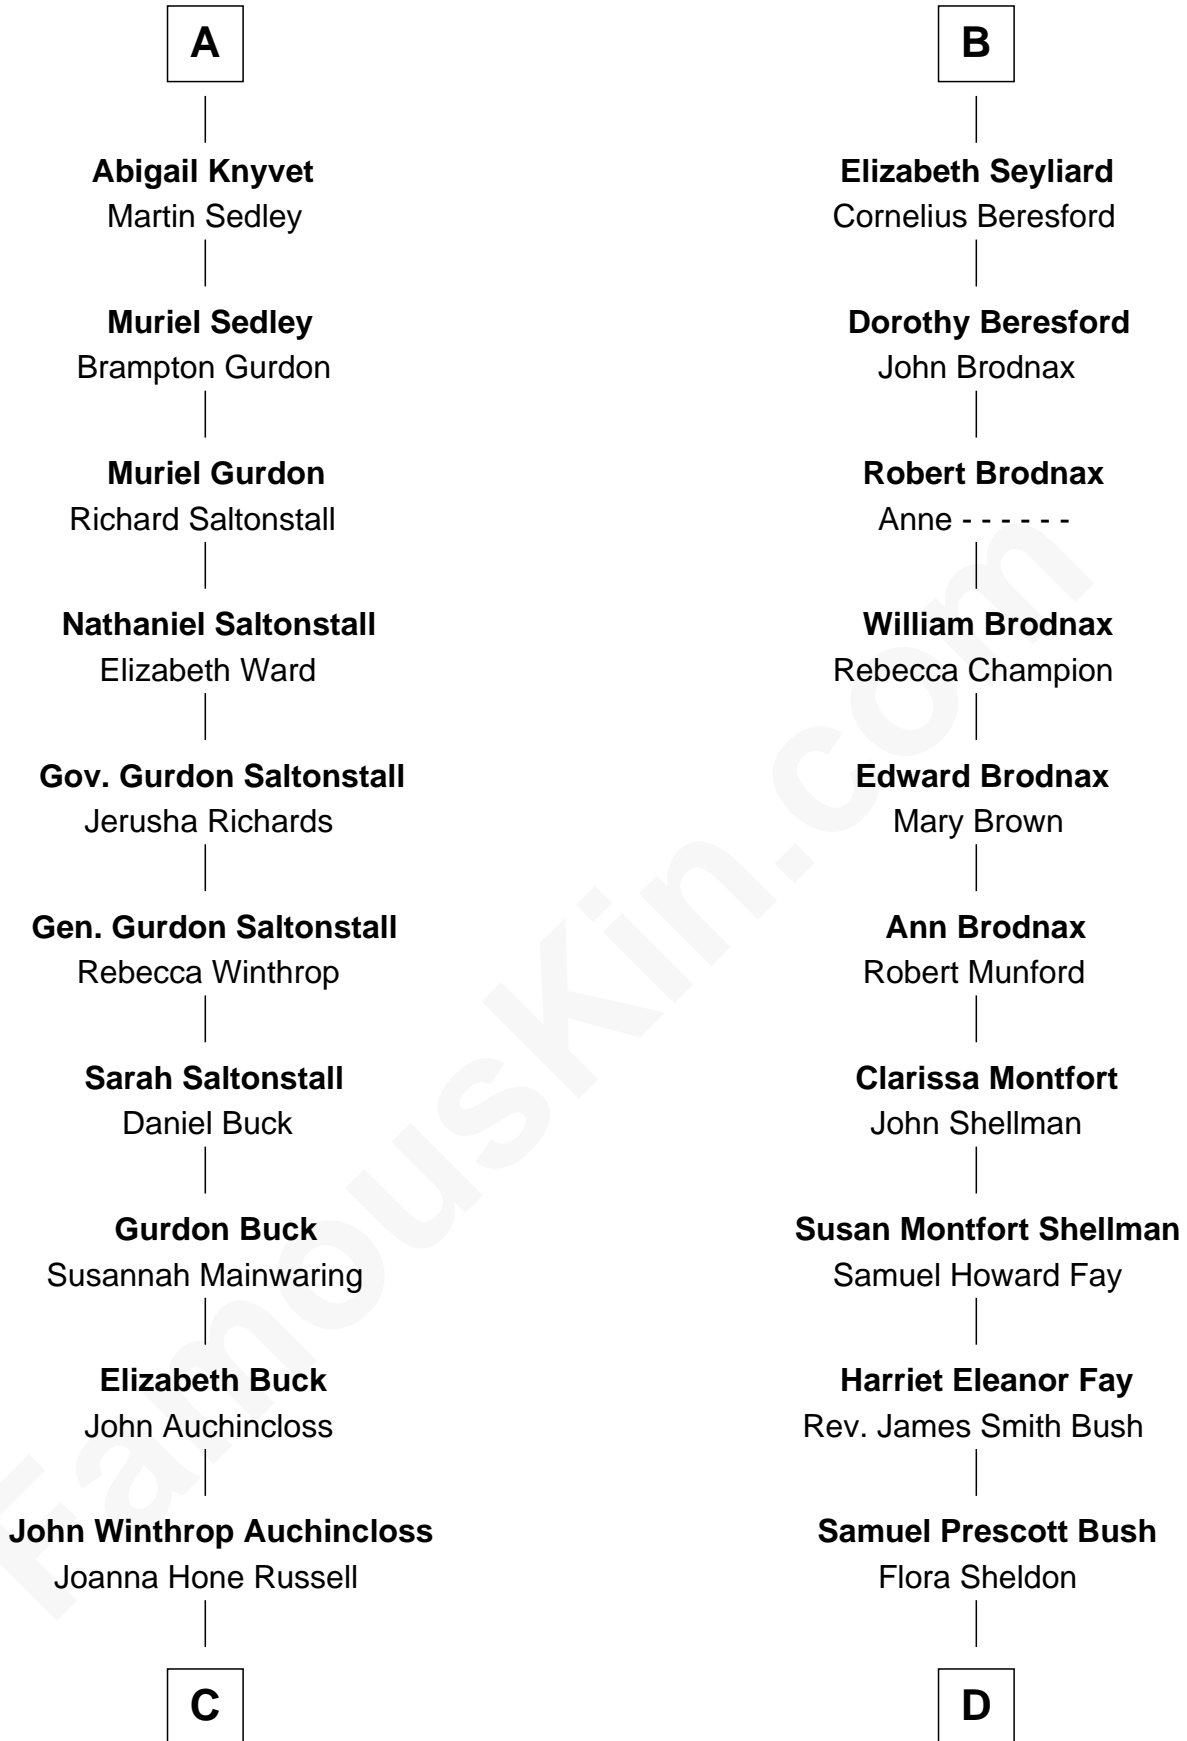 A
Abigail Knyvet
Martin Sedley
Muriel Sedley
Brampton Gurdon
Muriel Gurdon
Richard Saltonstall
Nathaniel Saltonstall
Elizabeth Ward
Gov. Gurdon Saltonstall
Jerusha Richards
Gen. Gurdon Saltonstall
Rebecca Winthrop
Sarah Saltonstall
Daniel Buck
Gurdon Buck
Susannah Mainwaring
Elizabeth Buck
John Auchincloss
John Winthrop Auchincloss
Joanna Hone Russell
C
B
Elizabeth Seyliard
Cornelius Beresford
Dorothy Beresford
John Brodnax
Robert Brodnax
Anne - - - - - -
William Brodnax
Rebecca Champion
Edward Brodnax
Mary Brown
Ann Brodnax
Robert Munford
Clarissa Montfort
John Shellman
Susan Montfort Shellman
Samuel Howard Fay
Harriet Eleanor Fay
Rev. James Smith Bush
Samuel Prescott Bush
Flora Sheldon
D
FamousKin.com